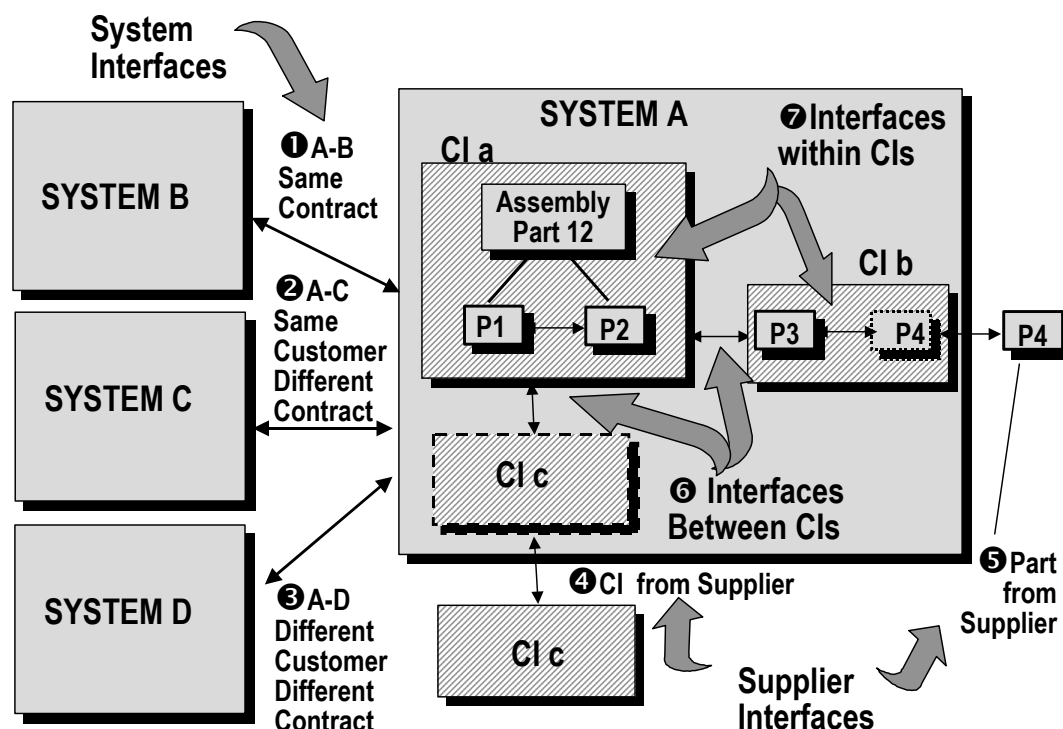 System
Interfaces
SYSTEM A
❼Interfaces
within CIs
CI a
❶A-B
Same
Contract
SYSTEM B
Assembly
Part 12
CI b
❷A-C
Same
Customer
Different
Contract
P1
P2
P3
P4
P4
SYSTEM C
CI c
❻ Interfaces
Between CIs
❺Part
from
Supplier
❹CI from Supplier
❸A-D
Different
Customer
Different
Contract
SYSTEM D
CI c
Supplier
Interfaces